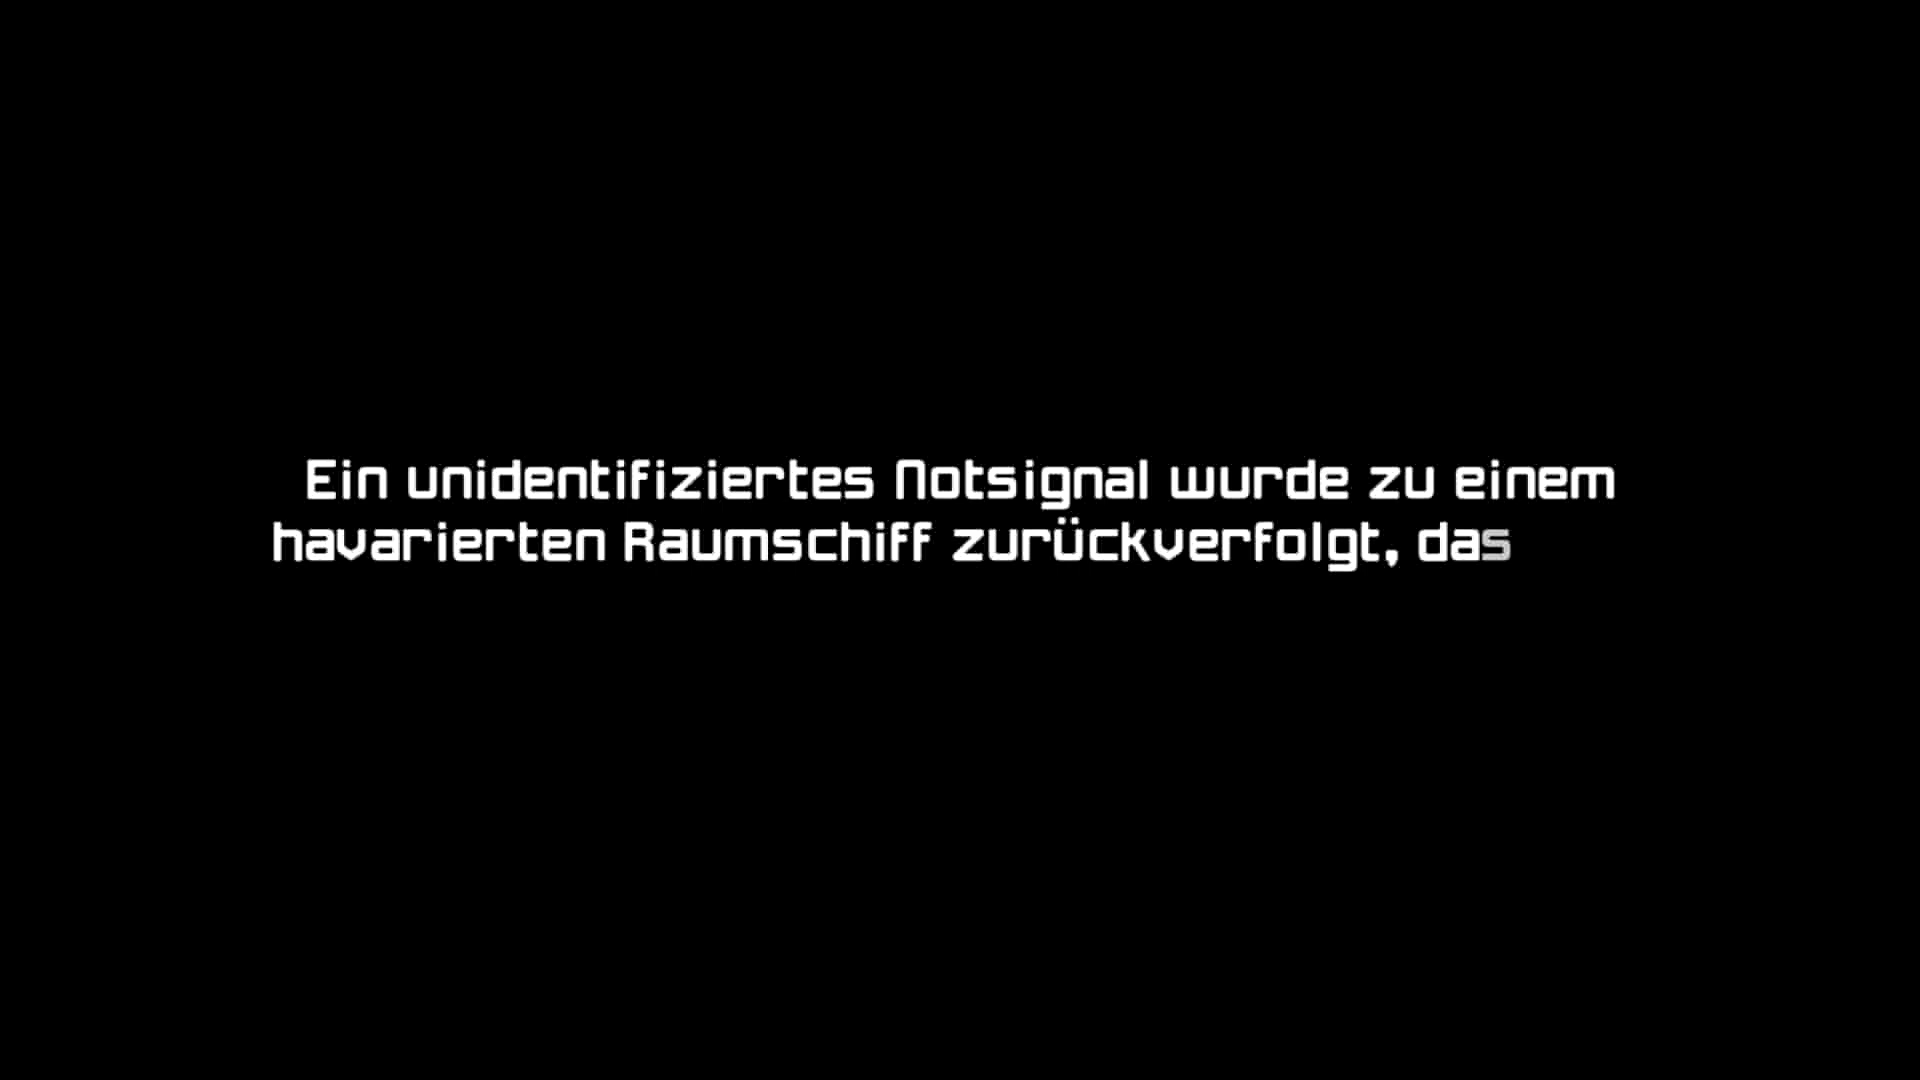 Ein unidentifiziertes Notsignal wurde zu einem
havarierten Raumschiff zurückverfolgt, das